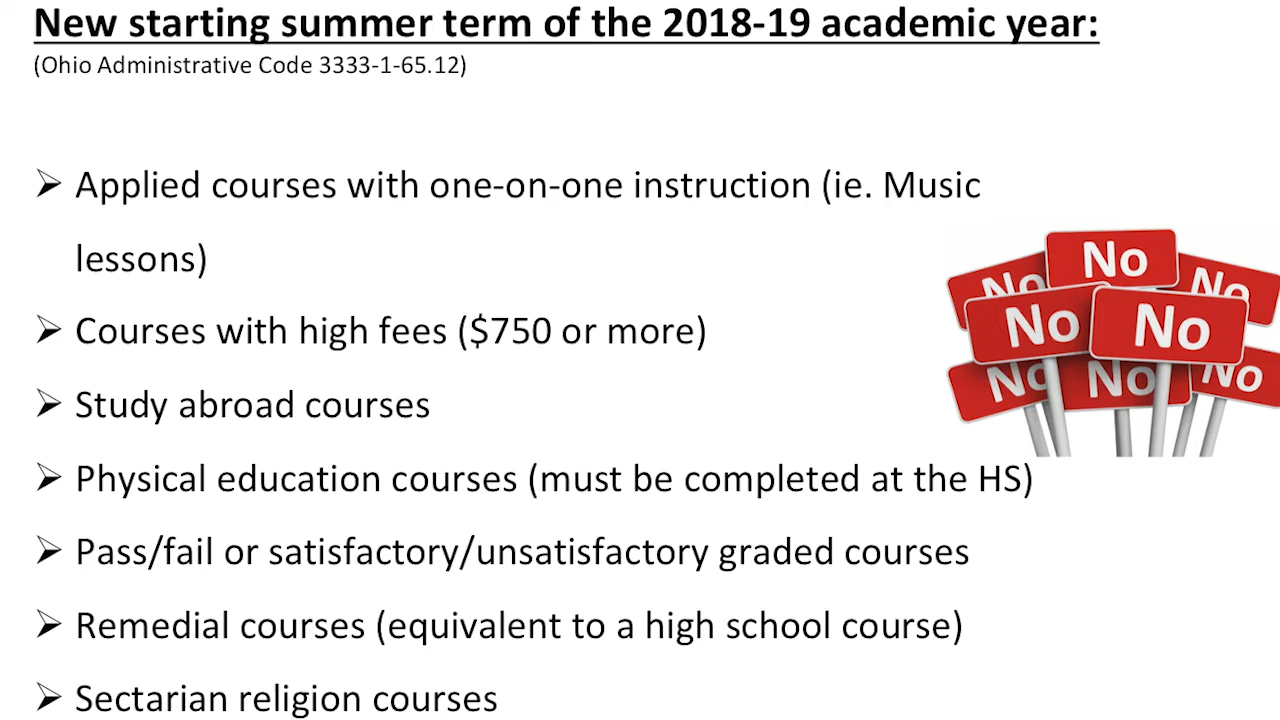 New starting summer term of the 2018-19 academic year:
(Ohio Administrative Code 3333-1-65.12)
➢ Applied courses with one-on-one instruction (ie. Music
lessons)
➢ Courses with high fees ($750 or more)
➢ Study abroad courses
➢ Physical education courses (must be completed at the HS)
➢ Pass/fail or satisfactory/unsatisfactory graded courses
➢ Remedial courses (equivalent to a high school course)
➢ Sectarian religion courses
No
No
No
No
No
No
No
No